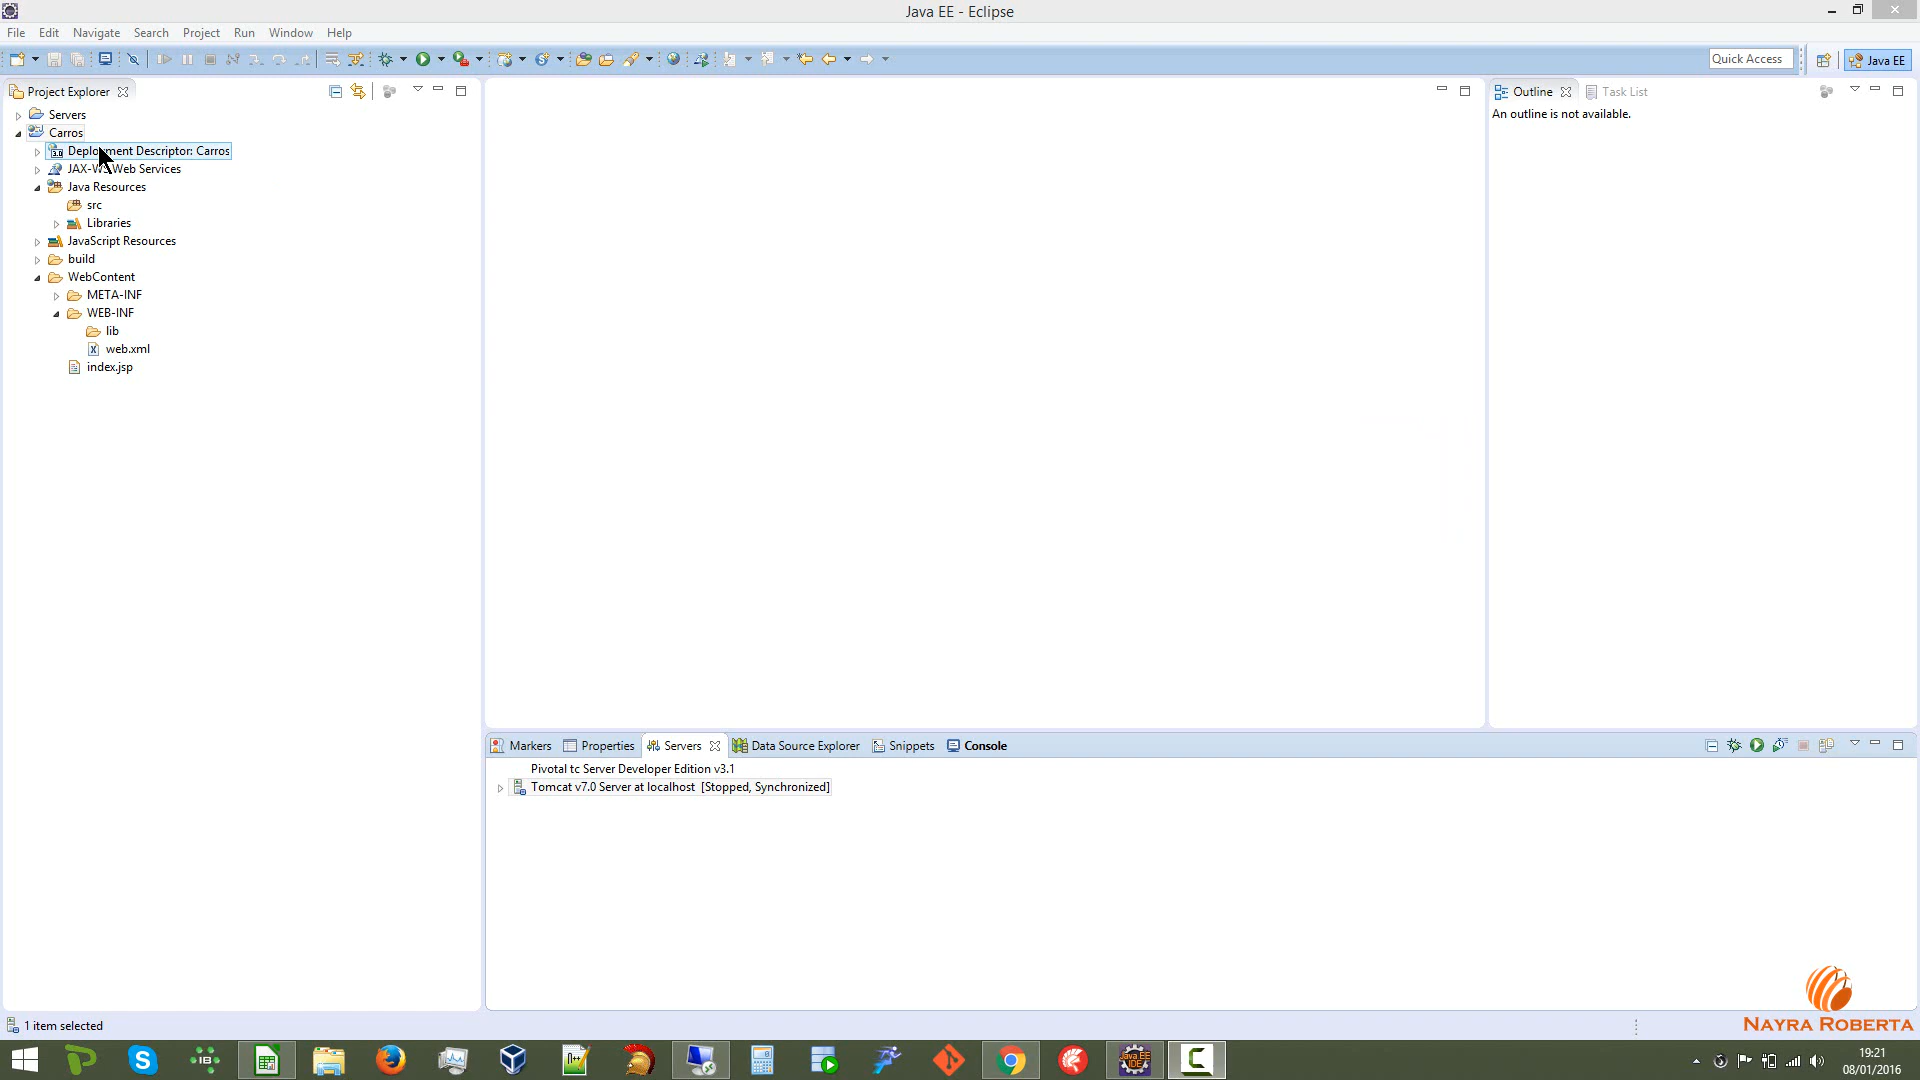 Java EE - Eclipse
File Edit Navigate Search Project Run Window Help
Quick Access
Java EE
Project Explorer
Servers
Carros
Deployment Descriptor: Carros
JAX-WS Web Services
Java Resources
src
Libraries
JavaScript Resources
build
WebContent
META-INF
WEB-INF
lib
web.xml
index.jsp
Outline Task List
An outline is not available.
Markers Properties Servers Data Source Explorer Snippets Console
Pivotal tc Server Developer Edition v3.1
Tomcat v7.0 Server at localhost [Stopped, Synchronized]
1 item selected
NAYRA ROBERTA
19:21
08/01/2016